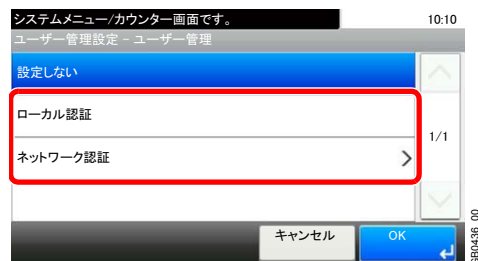 システムメニュー/カウンター画面です。
10:10
ユーザー管理設定 - ユーザー管理
設定しない
ローカル認証
1/1
ネットワーク認証
キャンセル
OK
GB0436_00